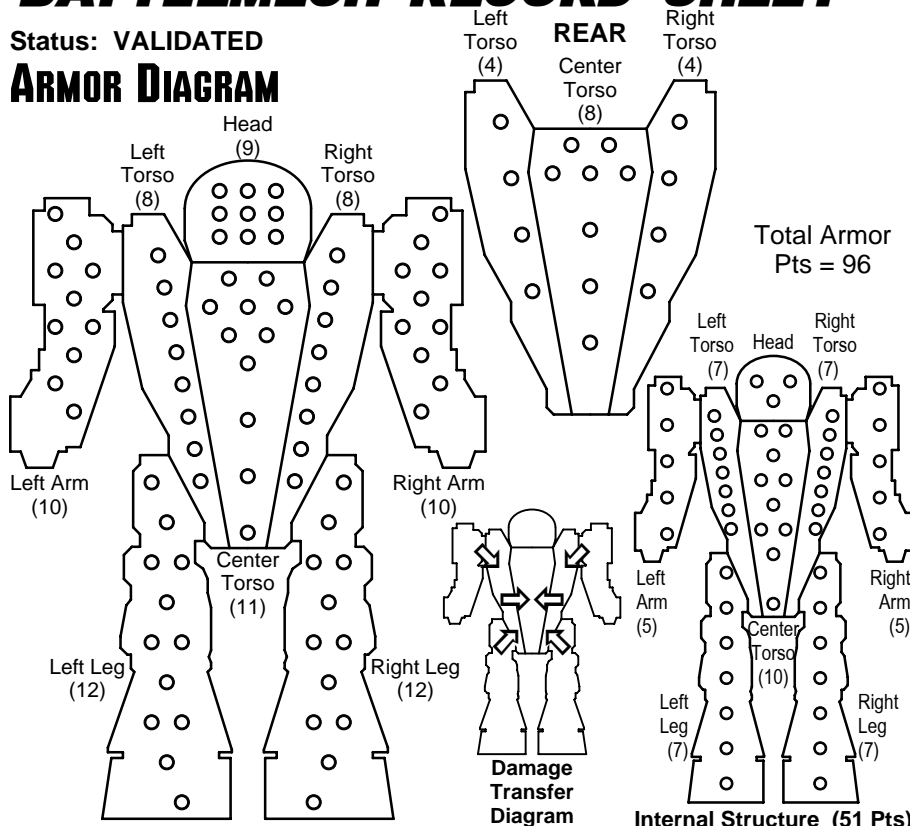 Status: VALIDATED
ARMOR DIAGRAM
Head
(9)
Left
Torso
(8)
Right
Torso
(8)
Left Arm
(10)
Right Arm
(10)
Center
Torso
(11)
Left Leg
(12)
Right Leg
(12)
REAR
Left
Torso
(4)
Center
Torso
(8)
Right
Torso
(4)
Total Armor
Pts = 96
Damage
Transfer
Diagram
Left
Torso
(7)
Head
Right
Torso
(7)
Left
Arm
(5)
Right
Arm
(5)
Center
Torso
(10)
Left
Leg
(7)
Right
Leg
(7)
Internal Structure (51 Pts)